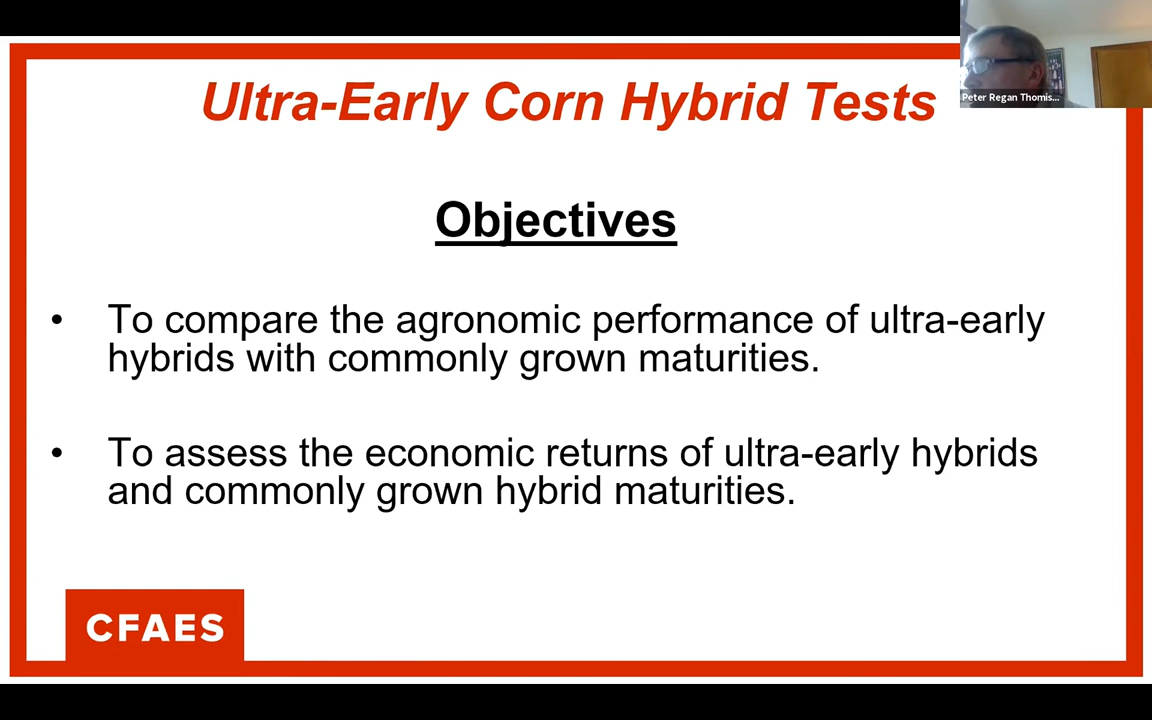 Ultra-Early Corn Hybrid Tests
Peter Regan Thomis...
Objectives
• To compare the agronomic performance of ultra-early
hybrids with commonly grown maturities.
• To assess the economic returns of ultra-early hybrids
and commonly grown hybrid maturities.
CFAES